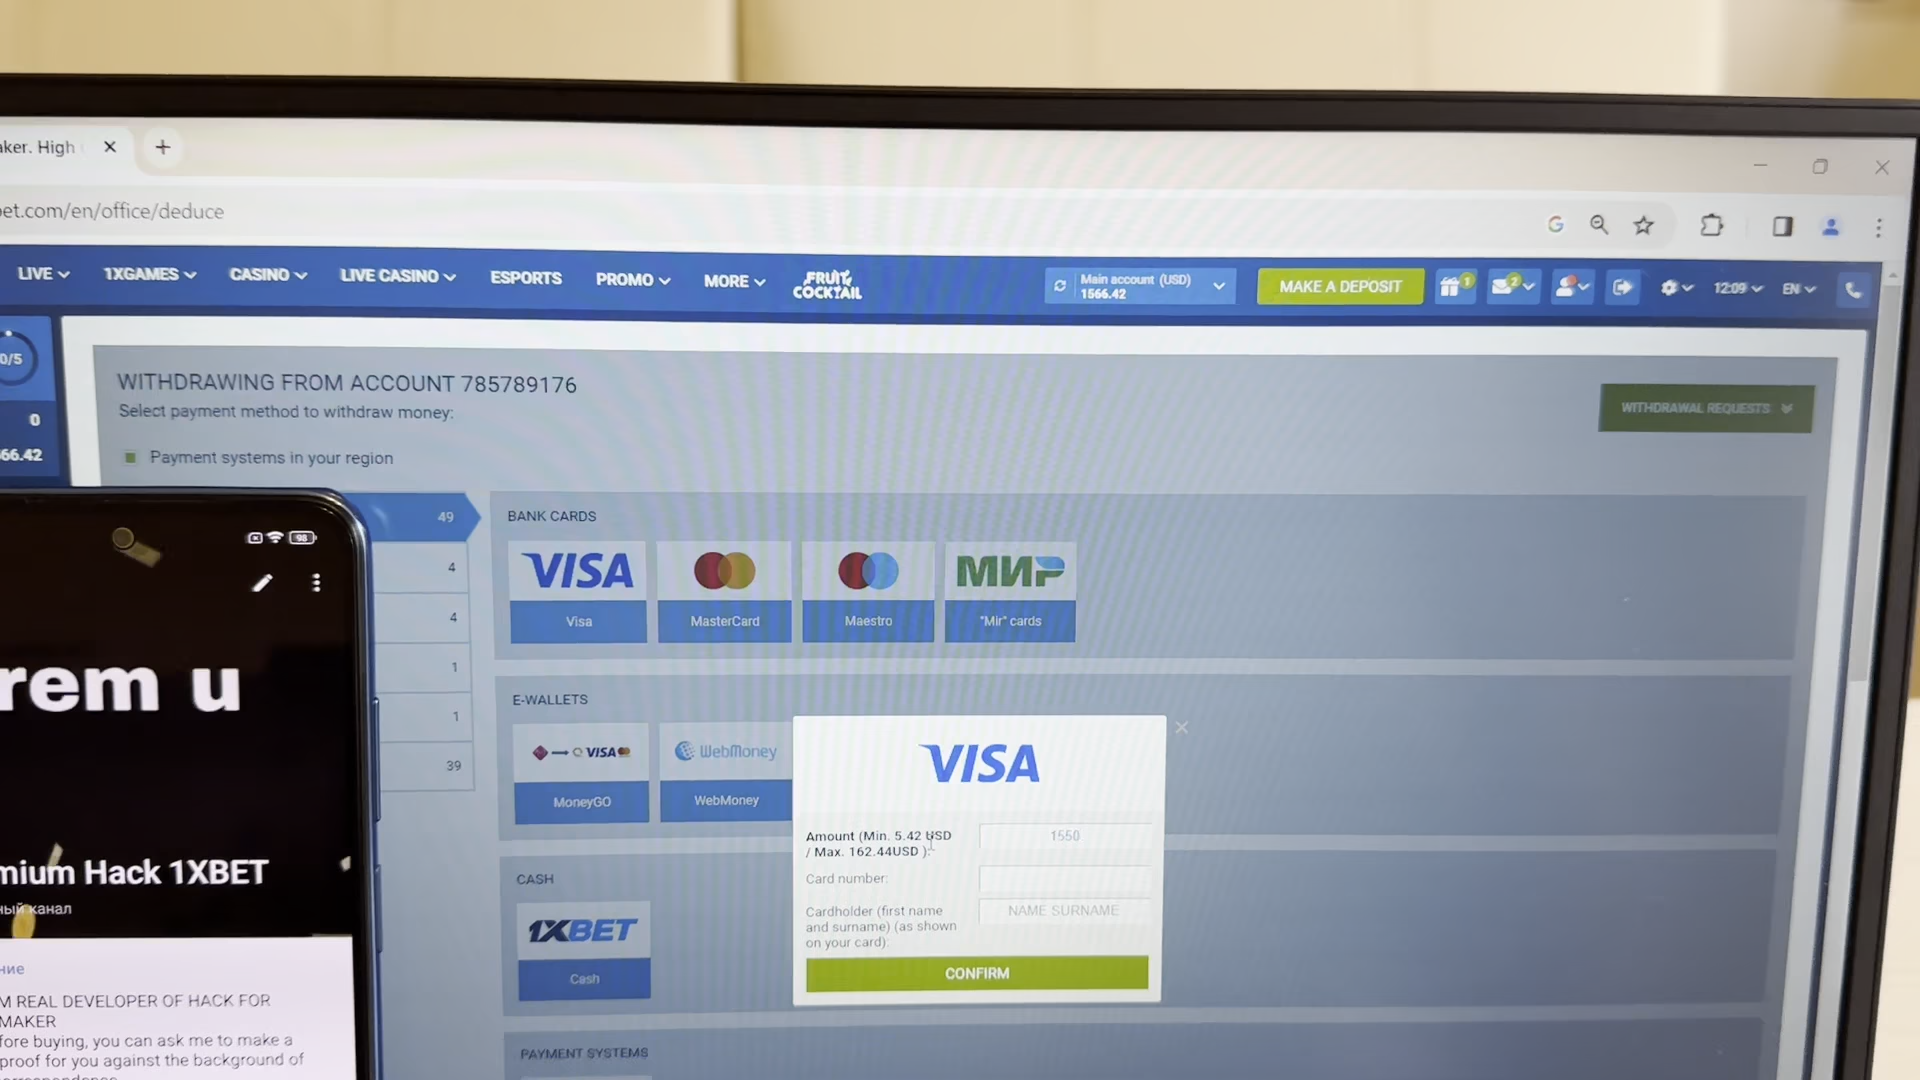 aker. High
bet.com/en/office/deduce
LIVE 1XGAMES CASINO LIVE CASINO ESPORTS PROMO MORE FRUIT COCKTAIL
Main account (USD)
1566.42
MAKE A DEPOSIT
1
2
12:09
EN
0/5
0
66.42
WITHDRAWING FROM ACCOUNT 785789176
Select payment method to withdraw money:
WITHDRAWAL REQUESTS
Payment systems in your region
49
4
4
1
1
39
BANK CARDS
VISA
МИР
Visa
MasterCard
Maestro
"Mir" cards
E-WALLETS
VISA
WebMoney
MoneyGO
WebMoney
CASH
1XBET
Cash
PAYMENT SYSTEMS
VISA
Amount (Min. 5.42 USD
/ Max. 162.44USD ):
1550
Card number:
Cardholder (first name
and surname) (as shown
on your card):
NAME SURNAME
CONFIRM
98
rem u
mium Hack 1XBET
ный канал
ние
M REAL DEVELOPER OF HACK FOR
MAKER
fore buying, you can ask me to make a
proof for you against the background of